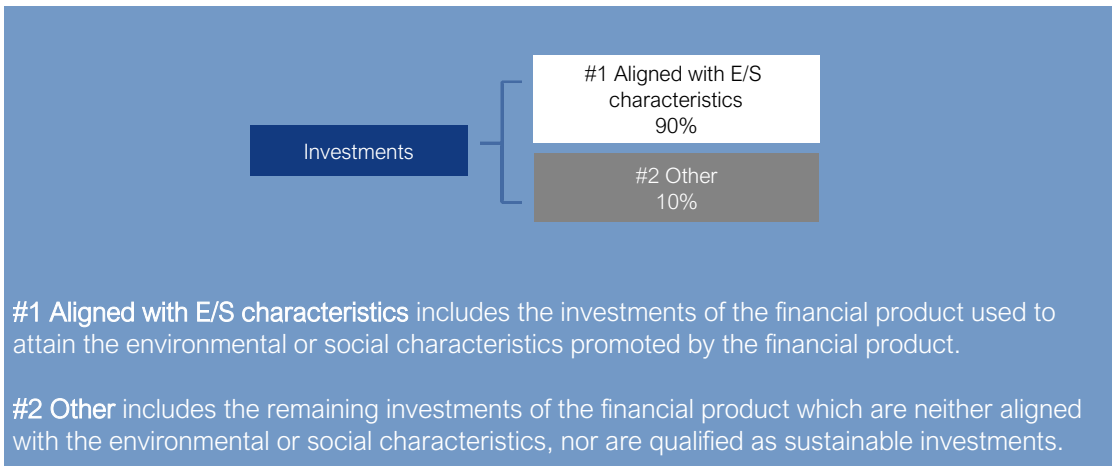 #1 Aligned with E/S
characteristics
90%
Investments
#2 Other
10%
#1 Aligned with E/S characteristics includes the investments of the financial product used to
attain the environmental or social characteristics promoted by the financial product.
#2 Other includes the remaining investments of the financial product which are neither aligned
with the environmental or social characteristics, nor are qualified as sustainable investments.